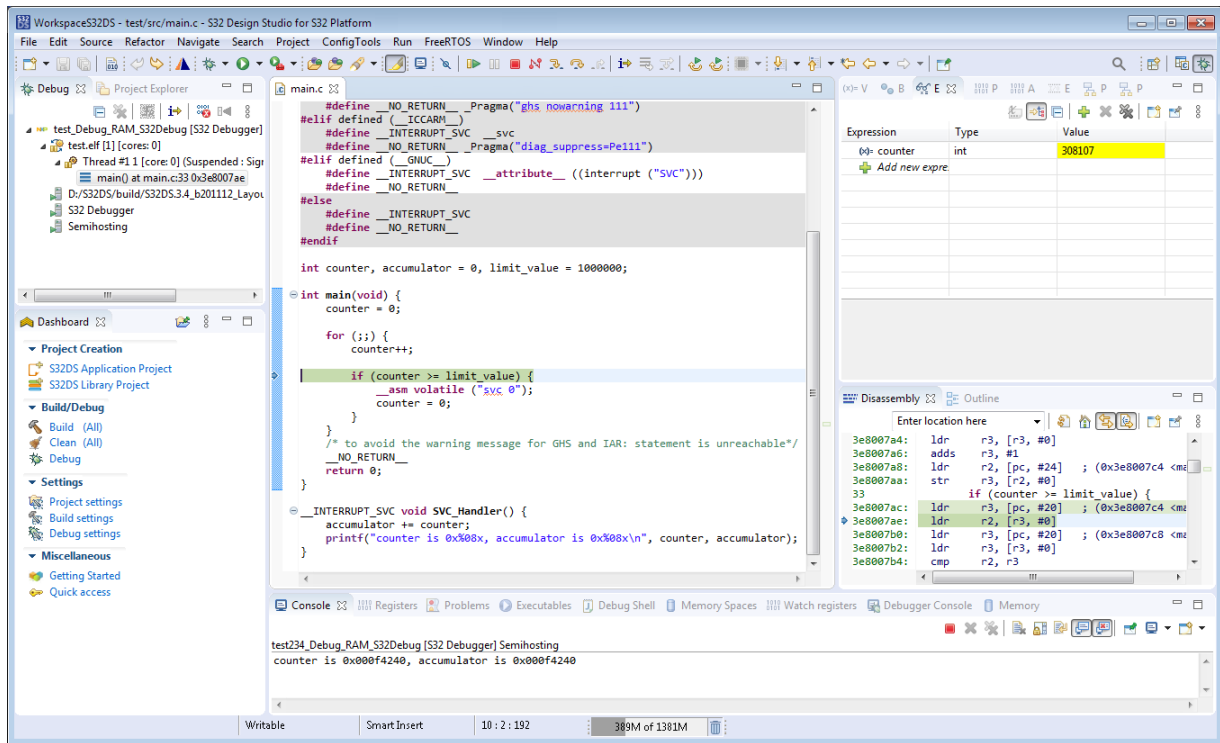 WorkspaceS32DS - test/src/main.c - S32 Design Studio for S32 Platform
File Edit Source Refactor Navigate Search Project ConfigTools Run FreeRTOS Window Help
Debug Project Explorer
test_Debug_RAM_S32Debug [S32 Debugger]
test.elf [1] [cores: 0]
Thread #1 1 [core: 0] (Suspended : Sigr
main() at main.c:33 0x3e8007ae
D:/S32DS/build/S32DS.3.4_b201112_Layou
S32 Debugger
Semihosting
Dashboard
Project Creation
S32DS Application Project
S32DS Library Project
Build/Debug
Build (All)
Clean (All)
Debug
Settings
Project settings
Build settings
Debug settings
Miscellaneous
Getting Started
Quick access
main.c
#define __NO_RETURN__ _Pragma("ghs nowarning 111")
#elif defined (__ICCARM__)
#define __INTERRUPT_SVC __svc
#define __NO_RETURN__ _Pragma("diag_suppress=Pe111")
#elif defined (__GNUC__)
#define __INTERRUPT_SVC __attribute__ ((interrupt ("SVC")))
#define __NO_RETURN__
#else
#define __INTERRUPT_SVC
#define __NO_RETURN__
#endif
int counter, accumulator = 0, limit_value = 1000000;
int main(void) {
counter = 0;
for (;;) {
counter++;
if (counter >= limit_value) {
__asm volatile ("svc 0");
counter = 0;
}
}
/* to avoid the warning message for GHS and IAR: statement is unreachable*/
__NO_RETURN__
return 0;
}
__INTERRUPT_SVC void SVC_Handler() {
accumulator += counter;
printf("counter is 0x%08x, accumulator is 0x%08x\n", counter, accumulator);
}
(x)= V B E P A E P P
Expression Type Value
(x)= counter int 308107
Add new expre
Disassembly Outline
Enter location here
3e8007a4: ldr r3, [r3, #0]
3e8007a6: adds r3, #1
3e8007a8: ldr r2, [pc, #24] ; (0x3e8007c4 <ma
3e8007aa: str r3, [r2, #0]
33 if (counter >= limit_value) {
3e8007ac: ldr r3, [pc, #20] ; (0x3e8007c4 <ma
3e8007ae: ldr r2, [r3, #0]
3e8007b0: ldr r3, [pc, #20] ; (0x3e8007c8 <ma
3e8007b2: ldr r3, [r3, #0]
3e8007b4: cmp r2, r3
Console Registers Problems Executables Debug Shell Memory Spaces Watch registers Debugger Console Memory
test234_Debug_RAM_S32Debug [S32 Debugger] Semihosting
counter is 0x000f4240, accumulator is 0x000f4240
Writable Smart Insert 10 : 2 : 192 389M of 1381M